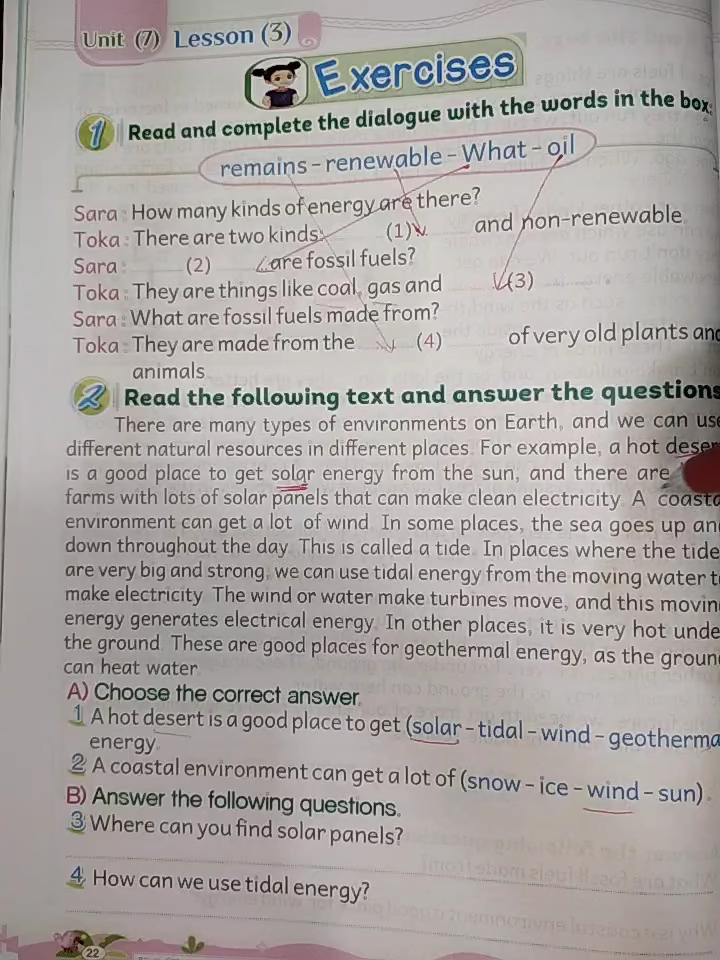 Unit (7) Lesson (3)
Exercises
1 Read and complete the dialogue with the words in the box:
remains - renewable - What - oil
Sara : How many kinds of energy are there?
Toka : There are two kinds: (1) and non-renewable.
Sara : (2) are fossil fuels?
Toka : They are things like coal, gas and (3)
Sara : What are fossil fuels made from?
Toka : They are made from the (4) of very old plants and
animals.
2 Read the following text and answer the questions
There are many types of environments on Earth, and we can use
different natural resources in different places. For example, a hot deser
is a good place to get solar energy from the sun, and there are
farms with lots of solar panels that can make clean electricity. A coasta
environment can get a lot of wind. In some places, the sea goes up an
down throughout the day. This is called a tide. In places where the tide
are very big and strong, we can use tidal energy from the moving water t
make electricity. The wind or water make turbines move, and this movin
energy generates electrical energy. In other places, it is very hot unde
the ground. These are good places for geothermal energy, as the groun
can heat water.
A) Choose the correct answer.
1 A hot desert is a good place to get (solar - tidal - wind - geotherma
energy.
2 A coastal environment can get a lot of (snow - ice - wind - sun).
B) Answer the following questions.
3 Where can you find solar panels?
4 How can we use tidal energy?
22